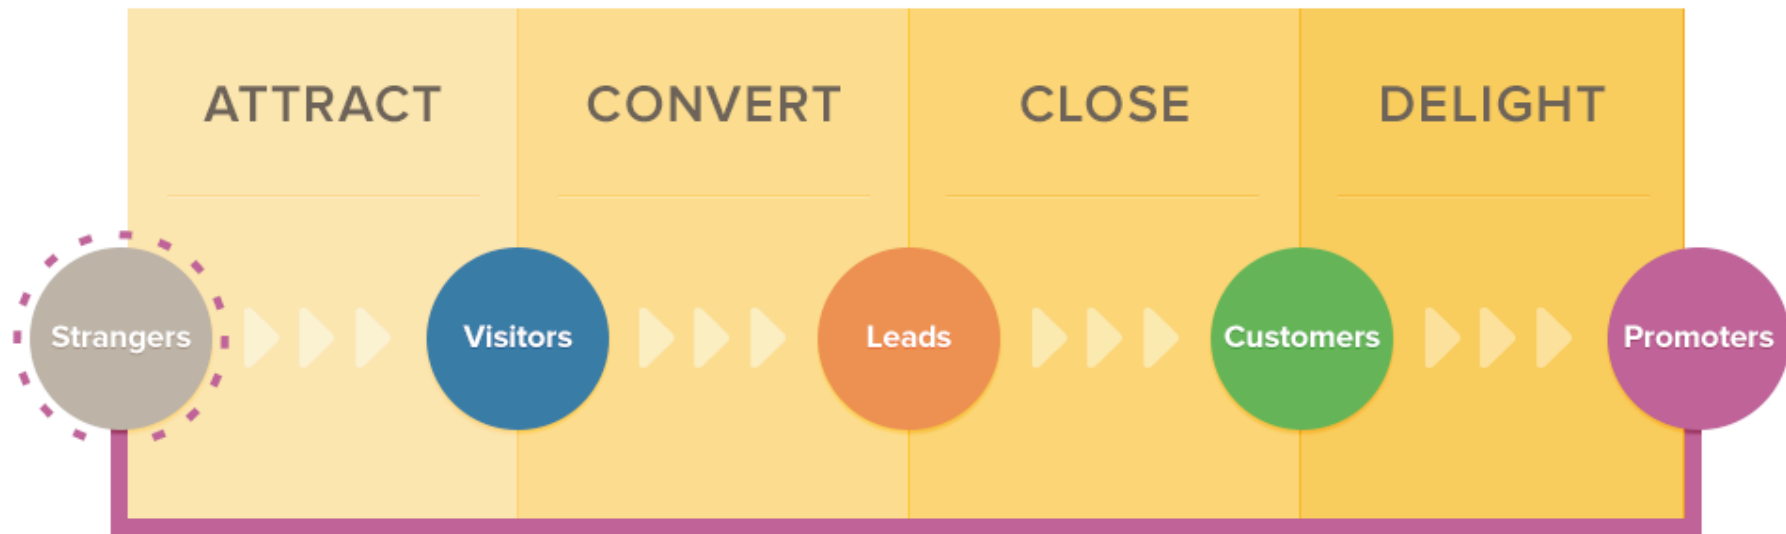 ATTRACT CONVERT CLOSE DELIGHT
Strangers Visitors Leads Customers Promoters